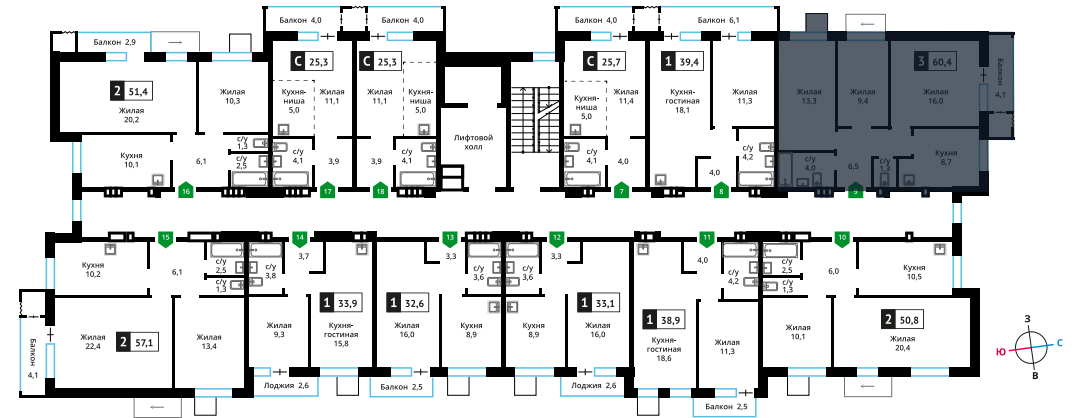 Балкон 4,0
Балкон 4,0
Балкон 4,0
Балкон 6,1
Балкон 2,9
2 51,4
Жилая
20,2
Жилая
10,3
Кухня
10,1
6,1
с/у
1,3
с/у
2,5
16
С 25,3
Кухня-
ниша
5,0
Жилая
11,1
с/у
4,1
3,9
17
С 25,3
Жилая
11,1
Кухня-
ниша
5,0
3,9
с/у
4,1
18
Лифтовой
холл
С 25,7
Кухня-
ниша
5,0
Жилая
11,4
с/у
4,1
4,0
7
1 39,4
Кухня-
гостиная
18,1
Жилая
11,3
4,0
с/у
4,2
8
3 60,4
Жилая
13,3
Жилая
9,4
Жилая
16,0
Балкон
4,1
с/у
4,0
6,5
с/у
1,3
Кухня
8,7
9
15
Кухня
10,2
6,1
с/у
2,5
с/у
1,3
Жилая
22,4
2 57,1
Жилая
13,4
Балкон
4,1
14
3,7
с/у
3,8
1 33,9
Жилая
9,3
Кухня-
гостиная
15,8
Лоджия 2,6
13
3,3
с/у
3,6
1 32,6
Жилая
16,0
Кухня
8,9
Балкон 2,5
12
3,3
с/у
3,6
1 33,1
Кухня
8,9
Жилая
16,0
Лоджия 2,6
11
4,0
с/у
4,2
1 38,9
Кухня-
гостиная
18,6
Жилая
11,3
Балкон 2,5
10
с/у
2,5
с/у
1,3
6,0
Кухня
10,5
Жилая
10,1
2 50,8
Жилая
20,4
З
Ю
С
В